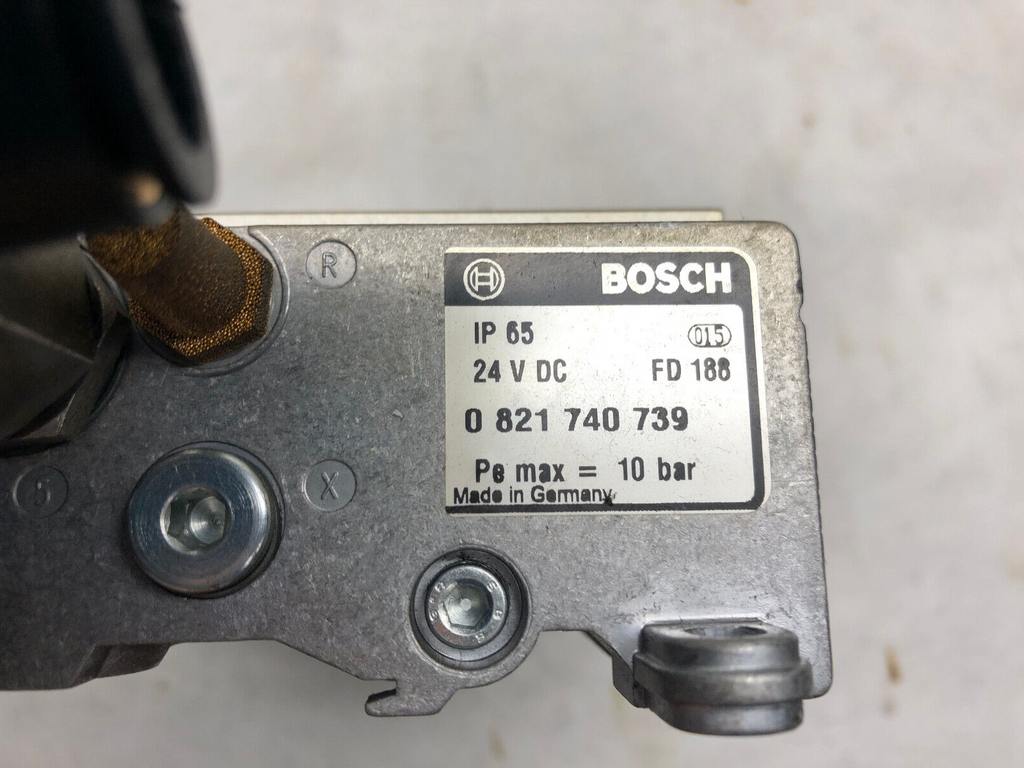 R
BOSCH
IP 65 015
24 V DC FD 188
0 821 740 739
Pe max = 10 bar
Made in Germany
5 X